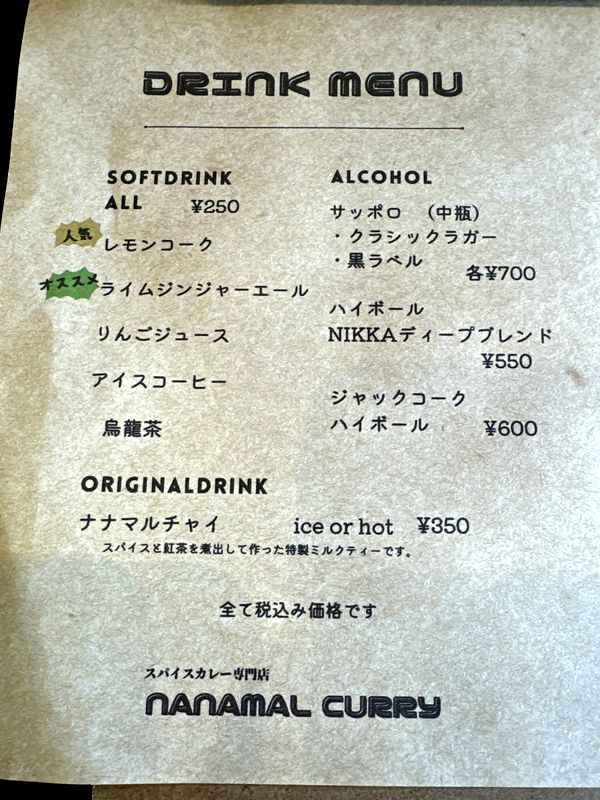 DRINK MENU
SOFTDRINK
ALL ¥250
人気
レモンコーク
オススメ
ライムジンジャーエール
りんごジュース
アイスコーヒー
烏龍茶
ALCOHOL
サッポロ （中瓶）
・クラシックラガー
・黒ラベル
各¥700
ハイボール
NIKKAディープブレンド
¥550
ジャックコーク
ハイボール ¥600
ORIGINALDRINK
ナナマルチャイ ice or hot ¥350
スパイスと紅茶を煮出して作った特製ミルクティーです。
全て税込み価格です
スパイスカレー専門店
NANAMAL CURRY